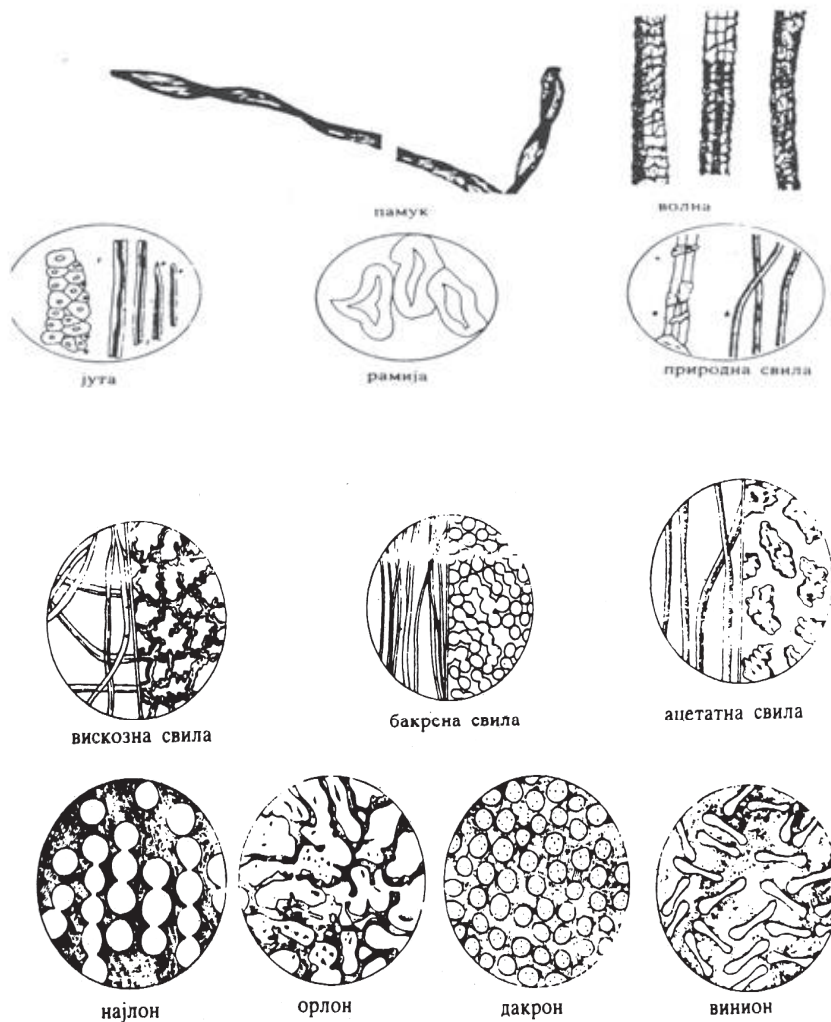 памук
волна
јута
рамија
природна свила
вискозна свила
бакрена свила
ацетатна свила
најлон
орлон
дакрон
винион